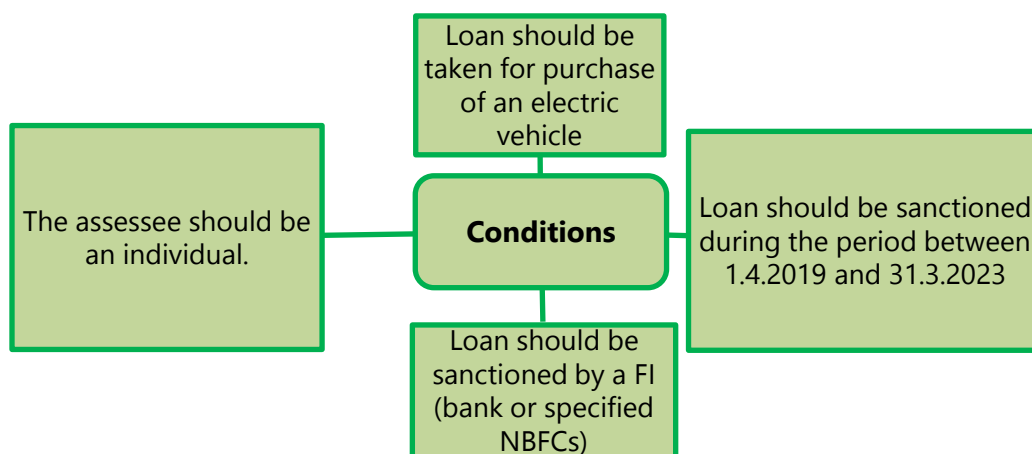 Loan should be
taken for purchase
of an electric
vehicle
The assessee should be
an individual.
Conditions
Loan should be sanctioned
during the period between
1.4.2019 and 31.3.2023
Loan should be
sanctioned by a FI
(bank or specified
NBFCs)